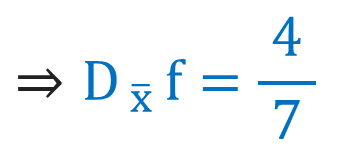 ⇒ D x̄ f = 4/7